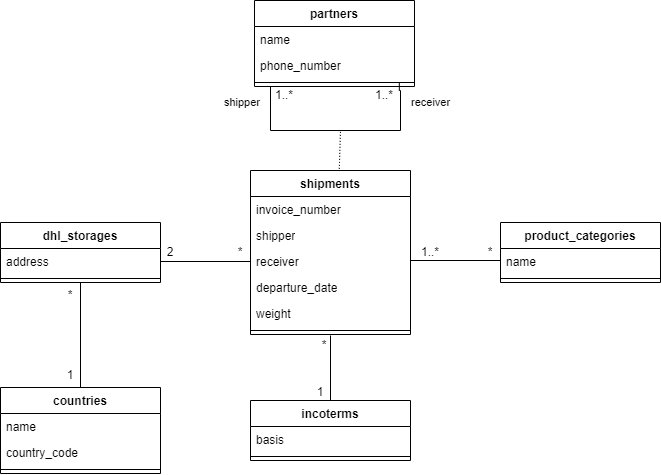 partners
name
phone_number
shipper
1..*
1..*
receiver
shipments
invoice_number
shipper
receiver
departure_date
weight
dhl_storages
address
2
*
1..*
*
product_categories
name
*
1
countries
name
country_code
*
1
incoterms
basis